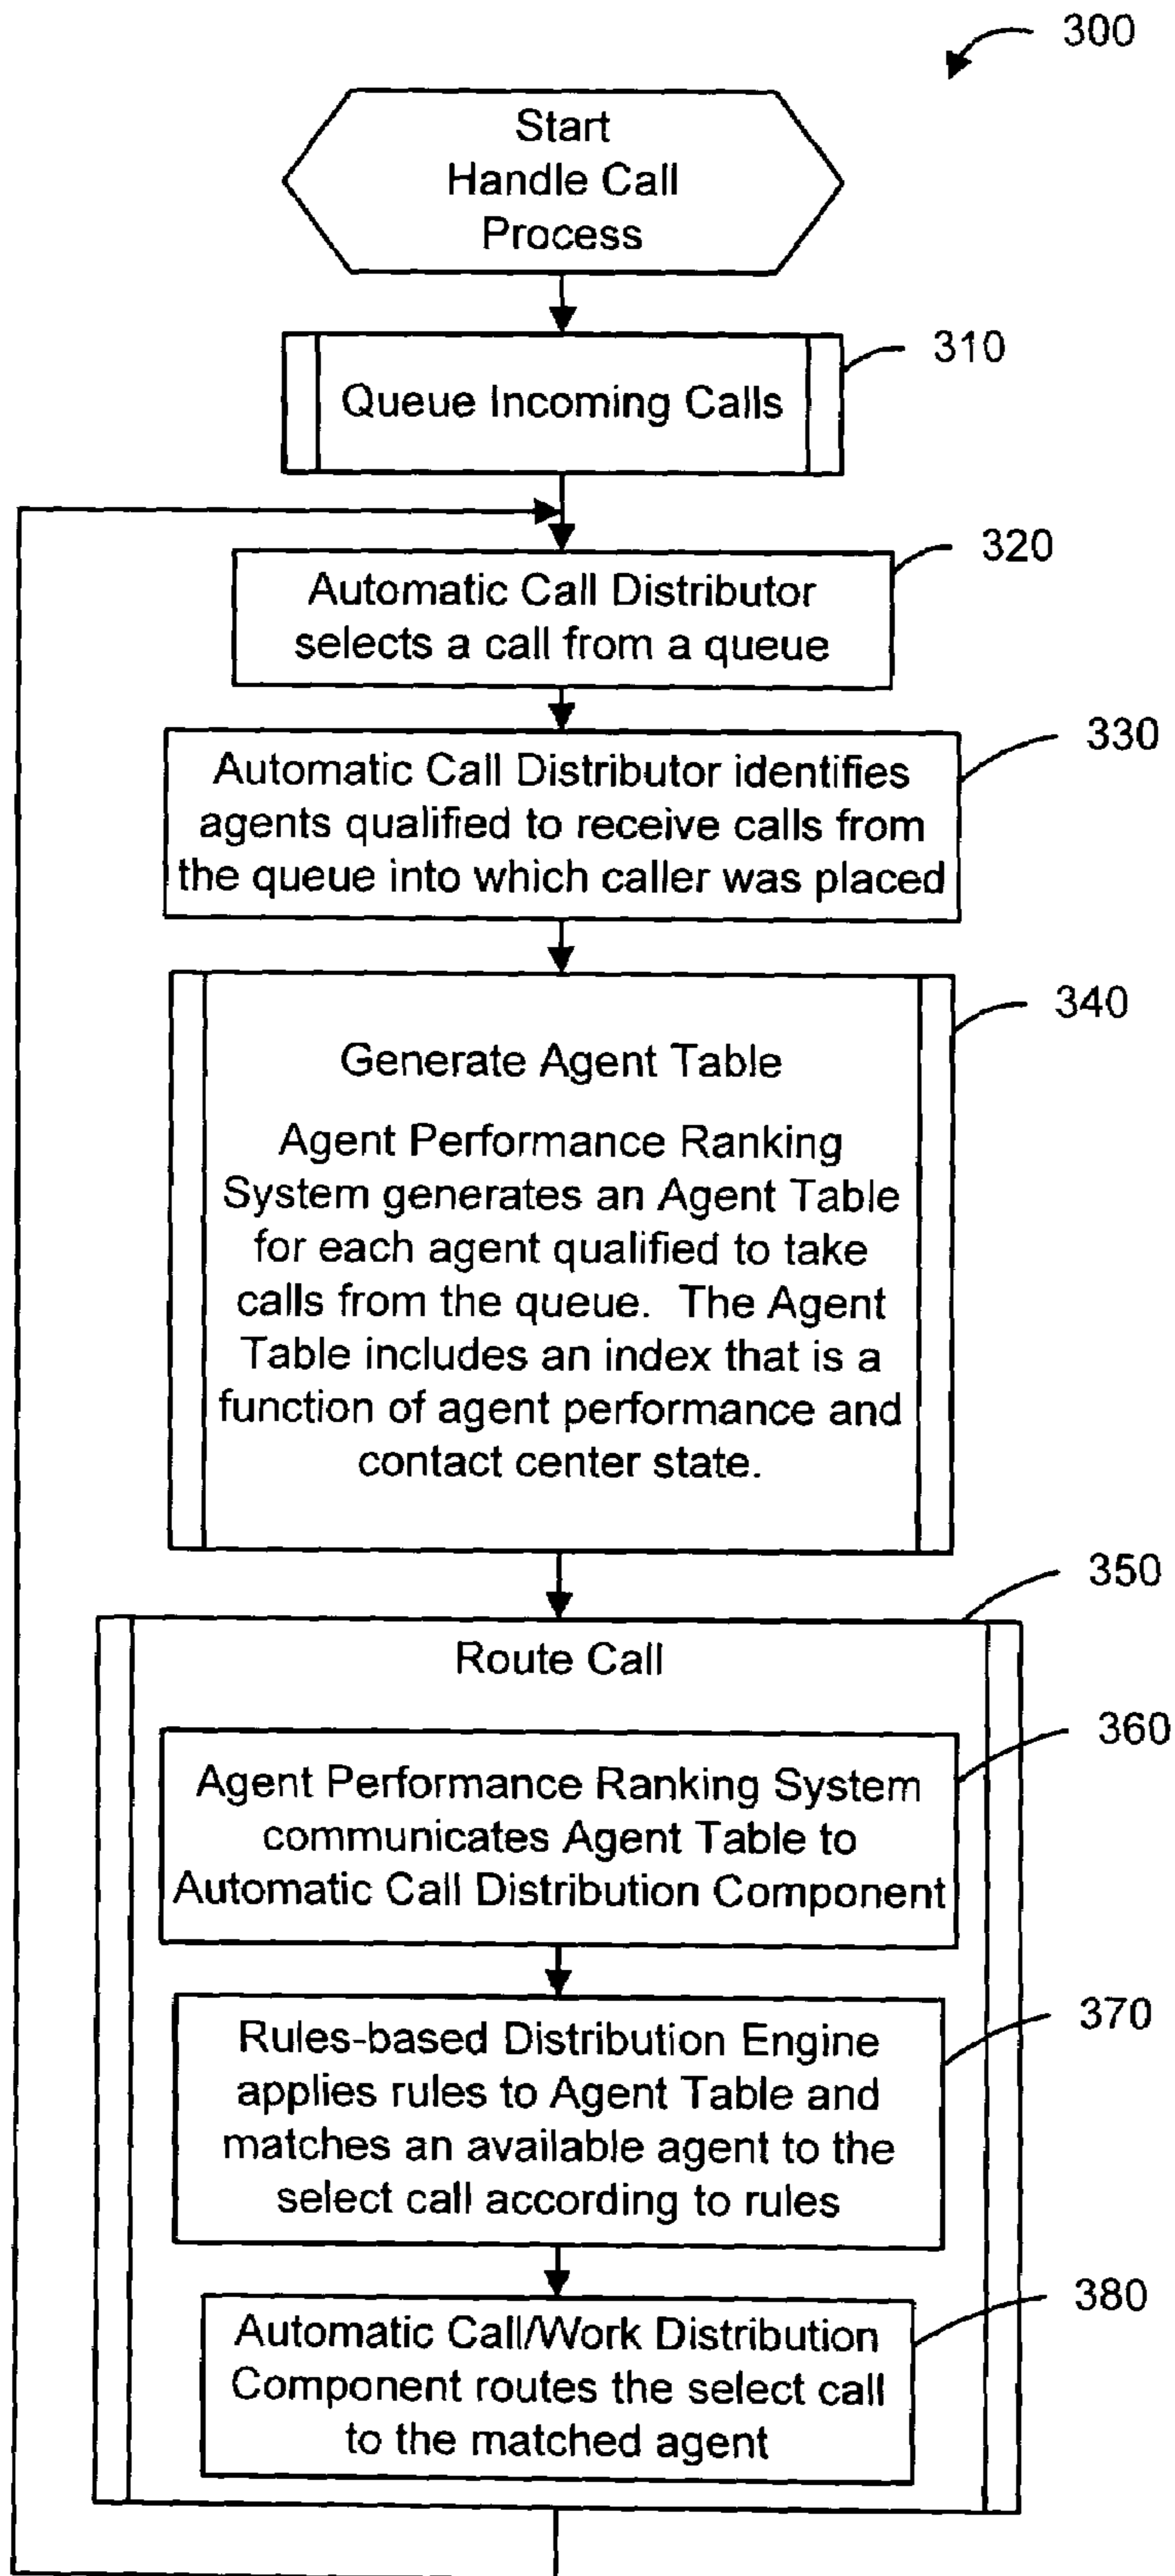 300
Start
Handle Call
Process
310
Queue Incoming Calls
320
Automatic Call Distributor
selects a call from a queue
330
Automatic Call Distributor identifies
agents qualified to receive calls from
the queue into which caller was placed
340
Generate Agent Table
Agent Performance Ranking
System generates an Agent Table
for each agent qualified to take
calls from the queue. The Agent
Table includes an index that is a
function of agent performance and
contact center state.
350
Route Call
360
Agent Performance Ranking System
communicates Agent Table to
Automatic Call Distribution Component
370
Rules-based Distribution Engine
applies rules to Agent Table and
matches an available agent to the
select call according to rules
380
Automatic Call/Work Distribution
Component routes the select call
to the matched agent